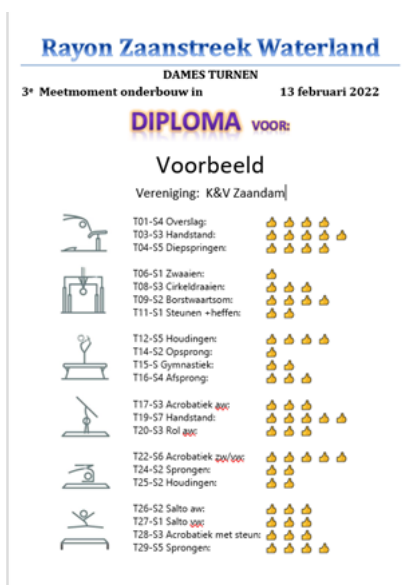 Rayon Zaanstreek Waterland
DAMES TURNEN
3e Meetmoment onderbouw in 13 februari 2022
DIPLOMA VOOR:
Voorbeeld
Vereniging: K&V Zaandam
T01-S4 Overslag:
T03-S3 Handstand:
T04-S5 Diepspringen:
T06-S1 Zwaaien:
T08-S3 Cirkeldraaien:
T09-S2 Borstwaartsom:
T11-S1 Steunen +heffen:
T12-S5 Houdingen:
T14-S2 Opsprong:
T15-S Gymnastiek:
T16-S4 Afsprong:
T17-S3 Acrobatiek aw:
T19-S7 Handstand:
T20-S3 Rol aw:
T22-S6 Acrobatiek zw/vw:
T24-S2 Sprongen:
T25-S2 Houdingen:
T26-S2 Salto aw:
T27-S1 Salto vw:
T28-S3 Acrobatiek met steun:
T29-S5 Sprongen: